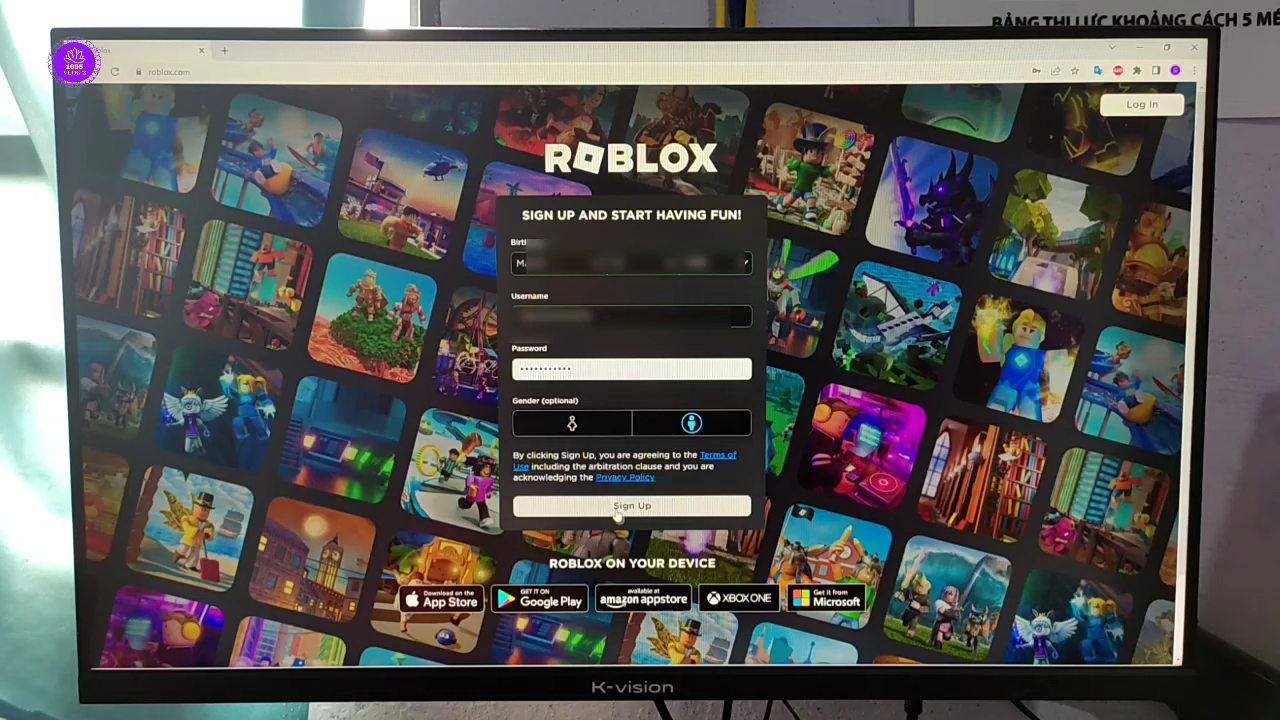 BẢNG THỊ LỰC KHOẢNG CÁCH 5 MÉ
1995
VLOG'S
roblox.com
Log In
ROBLOX
SIGN UP AND START HAVING FUN!
Username
Password
Gender (optional)
By clicking Sign Up, you are agreeing to the Terms of
Use including the arbitration clause and you are
acknowledging the Privacy Policy
Sign Up
ROBLOX ON YOUR DEVICE
Download on the
App Store
GET IT ON
Google Play
available at
amazon appstore
XBOX ONE
Get it from
Microsoft
K-vision